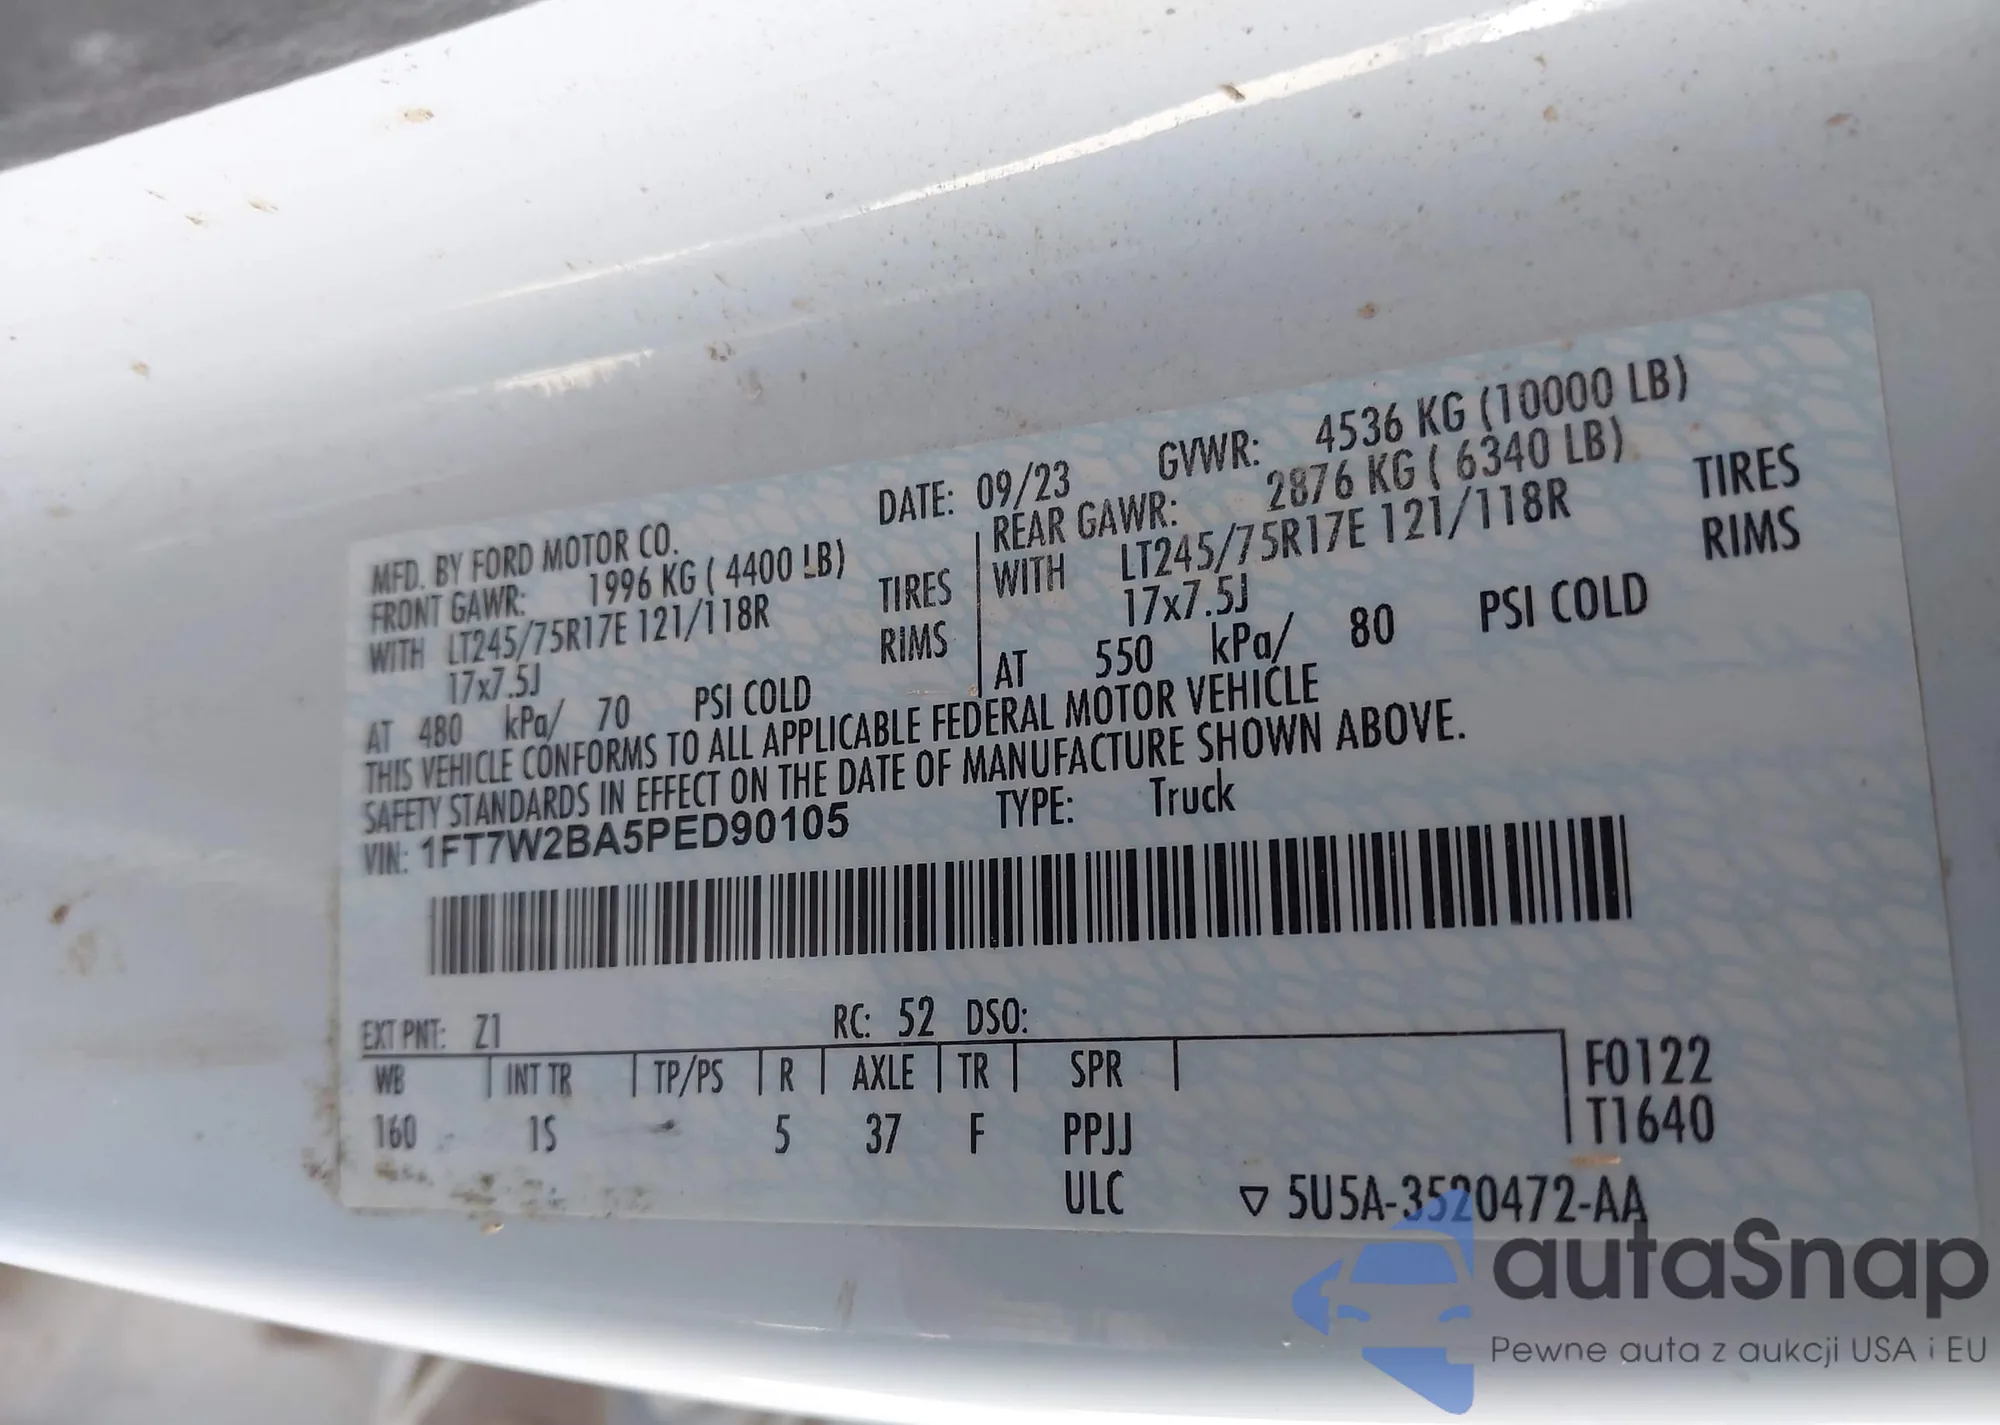 MFD. BY FORD MOTOR CO.
DATE: 09/23 GVWR: 4536 KG (10000 LB)
FRONT GAWR: 1996 KG ( 4400 LB)
WITH LT245/75R17E 121/118R TIRES
17x7.5J RIMS
AT 480 kPa/ 70 PSI COLD
REAR GAWR: 2876 KG ( 6340 LB)
WITH LT245/75R17E 121/118R TIRES
17x7.5J RIMS
AT 550 kPa/ 80 PSI COLD
THIS VEHICLE CONFORMS TO ALL APPLICABLE FEDERAL MOTOR VEHICLE
SAFETY STANDARDS IN EFFECT ON THE DATE OF MANUFACTURE SHOWN ABOVE.
VIN: 1FT7W2BA5PED90105 TYPE: Truck
EXT PNT: Z1 RC: 52 DSO:
WB INT TR TP/PS R AXLE TR SPR F0122
160 1S - 5 37 F PPJJ T1640
ULC ▽ 5U5A-3520472-AA
autaSnap
Pewne auta z aukcji USA i EU